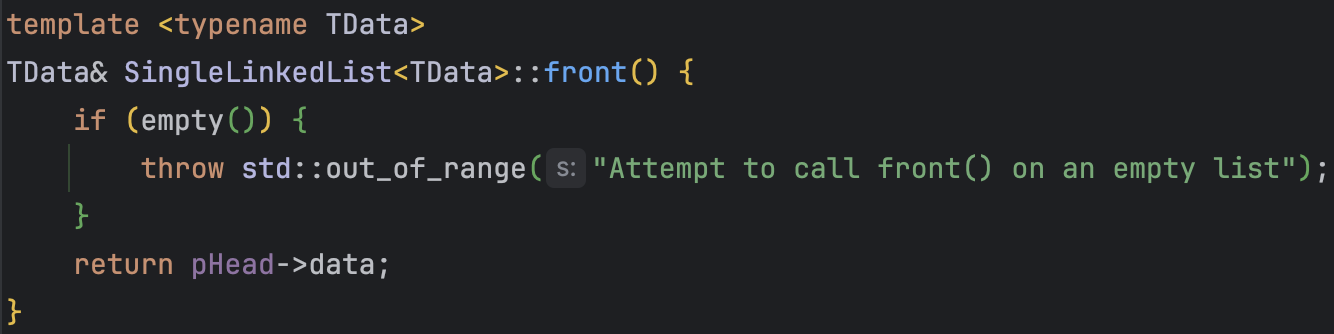 template <typename TData>
TData& SingleLinkedList<TData>::front() {
    if (empty()) {
        throw std::out_of_range( s: "Attempt to call front() on an empty list");
    }
    return pHead->data;
}